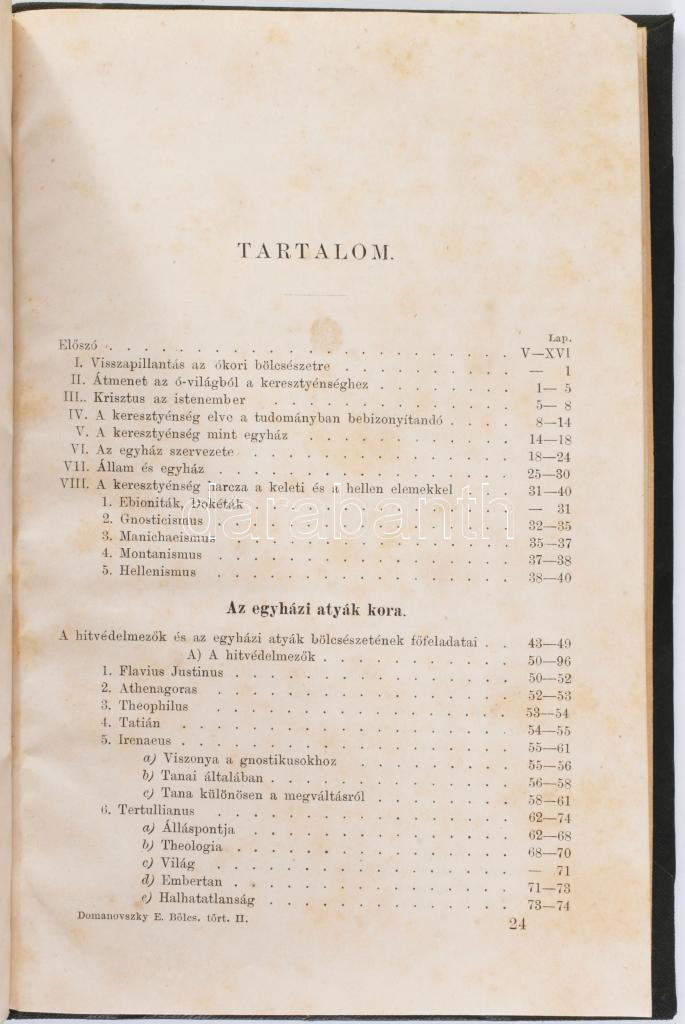 TARTALOM.
Lap.
Előszó . . . . . . . . . . . . . . . . . . . . V—XVI
I. Visszapillantás az ókori bölcsészetre . . . . . . . . — 1
II. Átmenet az ó-világból a keresztyénséghez . . . . . . 1— 5
III. Krisztus az istenember . . . . . . . . . . . . 5— 8
IV. A keresztyénség elve a tudományban bebizonyítandó . . . . 8—14
V. A keresztyénség mint egyház . . . . . . . . . . 14—18
VI. Az egyház szervezete . . . . . . . . . . . . 18—24
VII. Állam és egyház . . . . . . . . . . . . . . 25—30
VIII. A keresztyénség harcza a keleti és a hellen elemekkel . . 31—40
1. Ebioniták, Dokéták . . . . . . . . . . . . — 31
2. Gnosticismus . . . . . . . . . . . . . . 32—35
3. Manichaeismus . . . . . . . . . . . . . . 35—37
4. Montanismus . . . . . . . . . . . . . . 37—38
5. Hellenismus . . . . . . . . . . . . . . 38—40
Az egyházi atyák kora.
A hitvédelmezők és az egyházi atyák bölcsészetének főfeladatai . . 43—49
A) A hitvédelmezők . . . . . . . . . . 50—96
1. Flavius Justinus . . . . . . . . . . . . . 50—52
2. Athenagoras . . . . . . . . . . . . . . 52—53
3. Theophilus . . . . . . . . . . . . . . 53—54
4. Tatián . . . . . . . . . . . . . . . . 54—55
5. Irenaeus . . . . . . . . . . . . . . . . 55—61
a) Viszonya a gnostikusokhoz . . . . . . . . 55—56
b) Tanai általában . . . . . . . . . . . . 56—58
c) Tana különösen a megváltásról . . . . . . . 58—61
6. Tertullianus . . . . . . . . . . . . . . 62—74
a) Álláspontja . . . . . . . . . . . . . 62—68
b) Theologia . . . . . . . . . . . . . . 68—70
c) Világ . . . . . . . . . . . . . . . — 71
d) Embertan . . . . . . . . . . . . . . 71—73
e) Halhatatlanság . . . . . . . . . . . . 73—74
Domanovszky E. Bölcs. tört. II. 24
darabanth